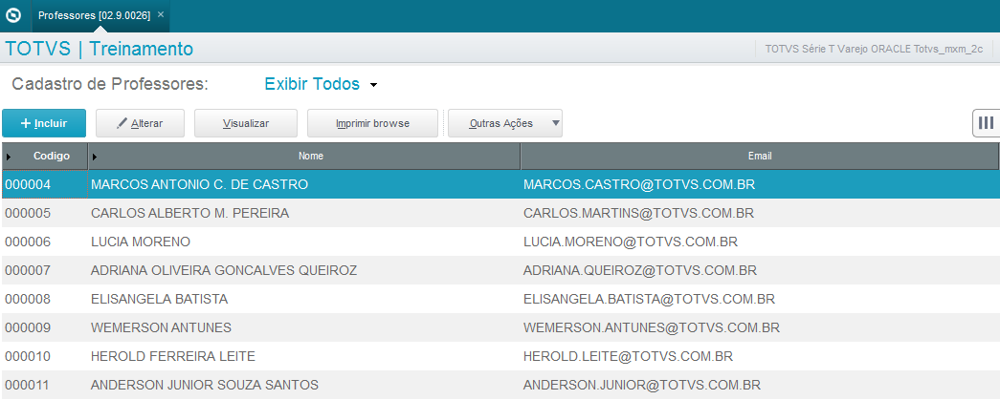 Professores [02.9.0026] ×
TOTVS | Treinamento
TOTVS Série T Varejo ORACLE Totvs_mxm_2c
Cadastro de Professores: Exibir Todos
+ Incluir Alterar Visualizar Imprimir browse Outras Ações
Codigo Nome Email
000004 MARCOS ANTONIO C. DE CASTRO MARCOS.CASTRO@TOTVS.COM.BR
000005 CARLOS ALBERTO M. PEREIRA CARLOS.MARTINS@TOTVS.COM.BR
000006 LUCIA MORENO LUCIA.MORENO@TOTVS.COM.BR
000007 ADRIANA OLIVEIRA GONCALVES QUEIROZ ADRIANA.QUEIROZ@TOTVS.COM.BR
000008 ELISANGELA BATISTA ELISANGELA.BATISTA@TOTVS.COM.BR
000009 WEMERSON ANTUNES WEMERSON.ANTUNES@TOTVS.COM.BR
000010 HEROLD FERREIRA LEITE HEROLD.LEITE@TOTVS.COM.BR
000011 ANDERSON JUNIOR SOUZA SANTOS ANDERSON.JUNIOR@TOTVS.COM.BR